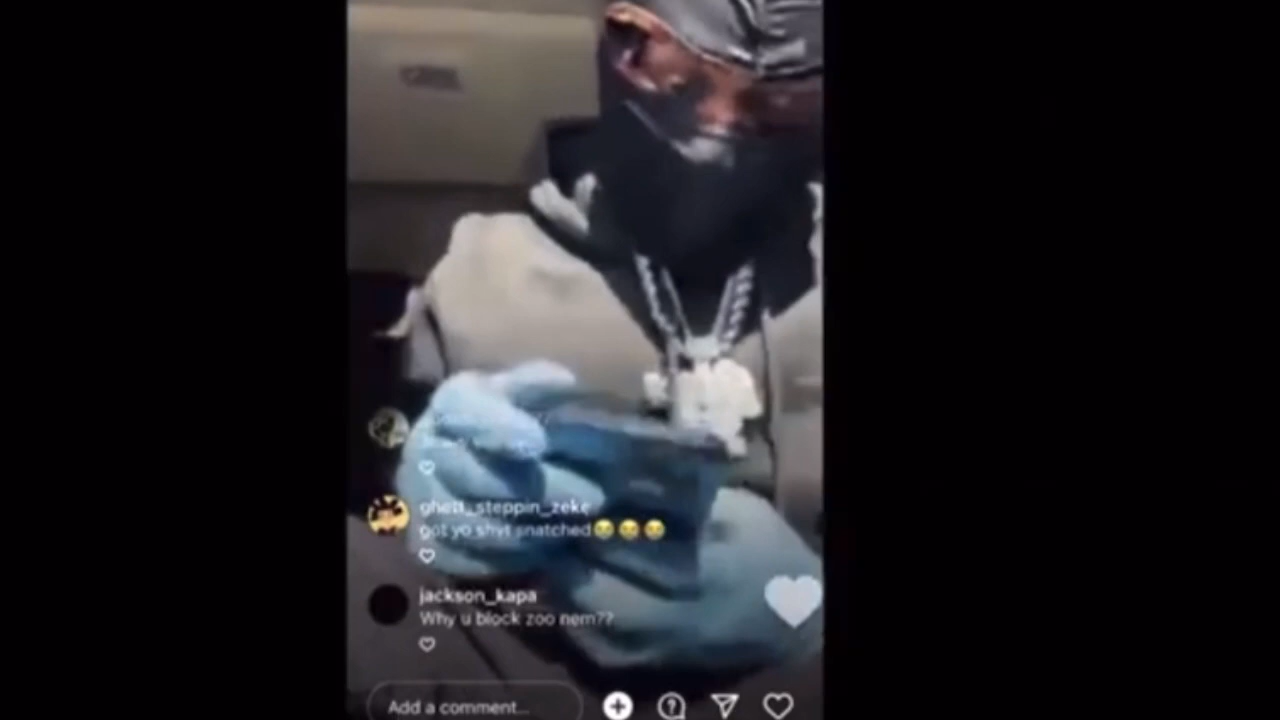 ghett_steppin_zeke
got yo shyt snatched😭😭😭
jackson_kapa
Why u block zoo nem??
Add a comment...